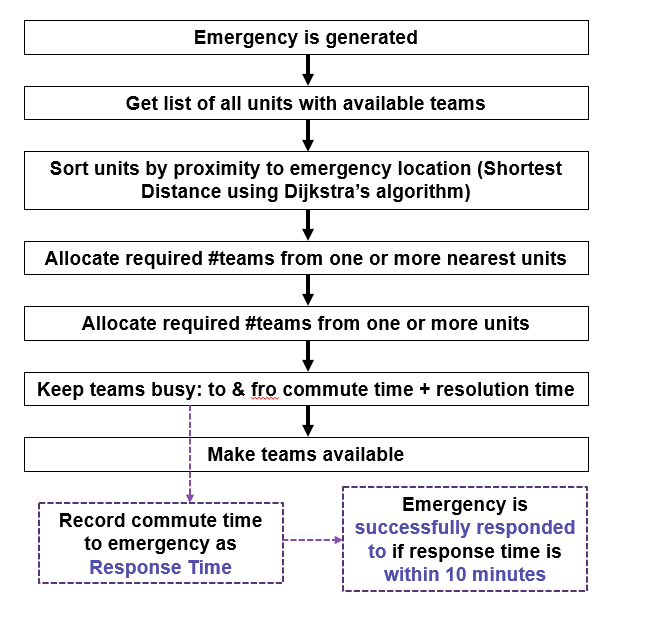 Emergency is generated
Get list of all units with available teams
Sort units by proximity to emergency location (Shortest
Distance using Dijkstra’s algorithm)
Allocate required #teams from one or more nearest units
Allocate required #teams from one or more units
Keep teams busy: to & fro commute time + resolution time
Make teams available
Record commute time
to emergency as
Response Time
Emergency is
successfully responded
to if response time is
within 10 minutes